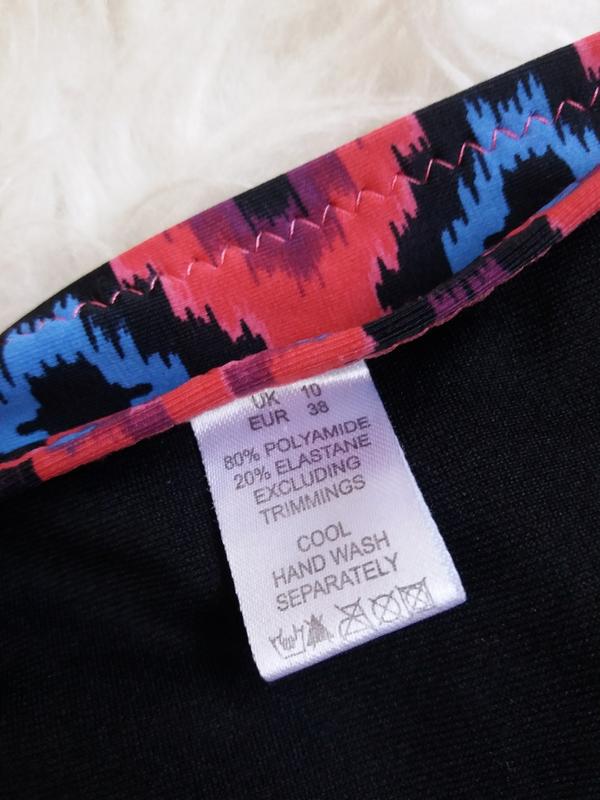 UK 10
EUR 38
80% POLYAMIDE
20% ELASTANE
EXCLUDING
TRIMMINGS
COOL
HAND WASH
SEPARATELY